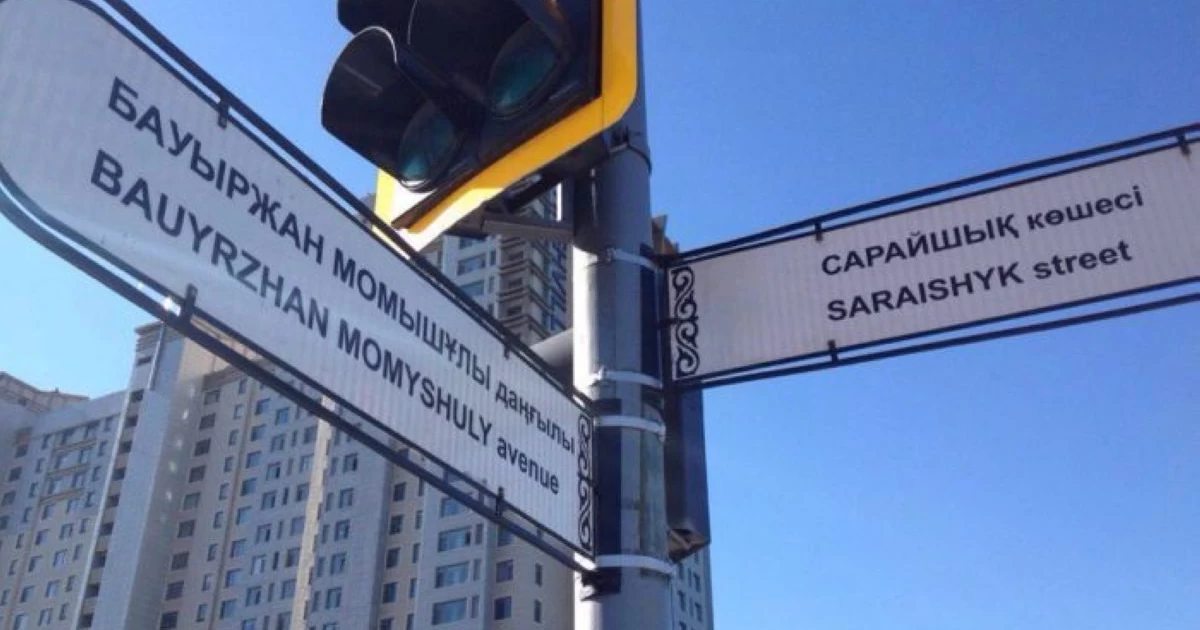 БАУЫРЖАН МОМЫШҰЛЫ даңғылы
BAUYRZHAN MOMYSHULY avenue
САРАЙШЫҚ көшесі
SARAISHYK street